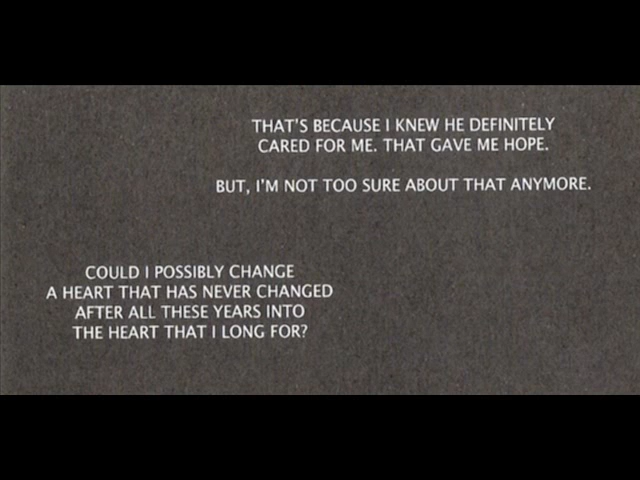 THAT'S BECAUSE I KNEW HE DEFINITELY
CARED FOR ME. THAT GAVE ME HOPE.
BUT, I'M NOT TOO SURE ABOUT THAT ANYMORE.
COULD I POSSIBLY CHANGE
A HEART THAT HAS NEVER CHANGED
AFTER ALL THESE YEARS INTO
THE HEART THAT I LONG FOR?